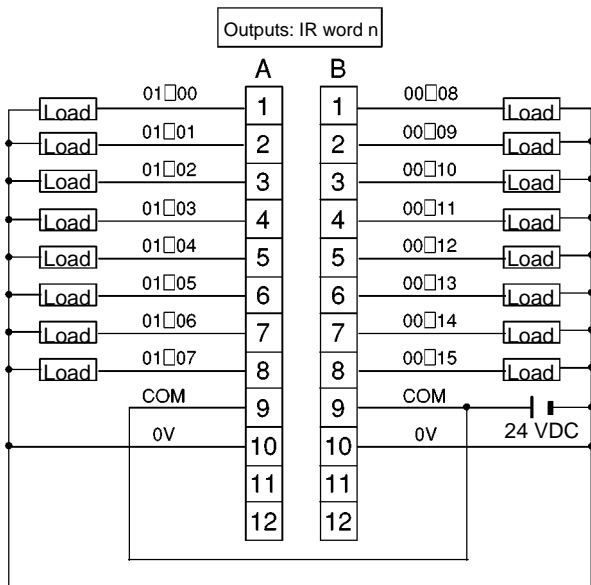 Outputs: IR word n
A B
Load 01□00 1 1 00□08 Load
Load 01□01 2 2 00□09 Load
Load 01□02 3 3 00□10 Load
Load 01□03 4 4 00□11 Load
Load 01□04 5 5 00□12 Load
Load 01□05 6 6 00□13 Load
Load 01□06 7 7 00□14 Load
Load 01□07 8 8 00□15 Load
COM 9 9 COM
24 VDC
0V 10 10 0V
11 11
12 12